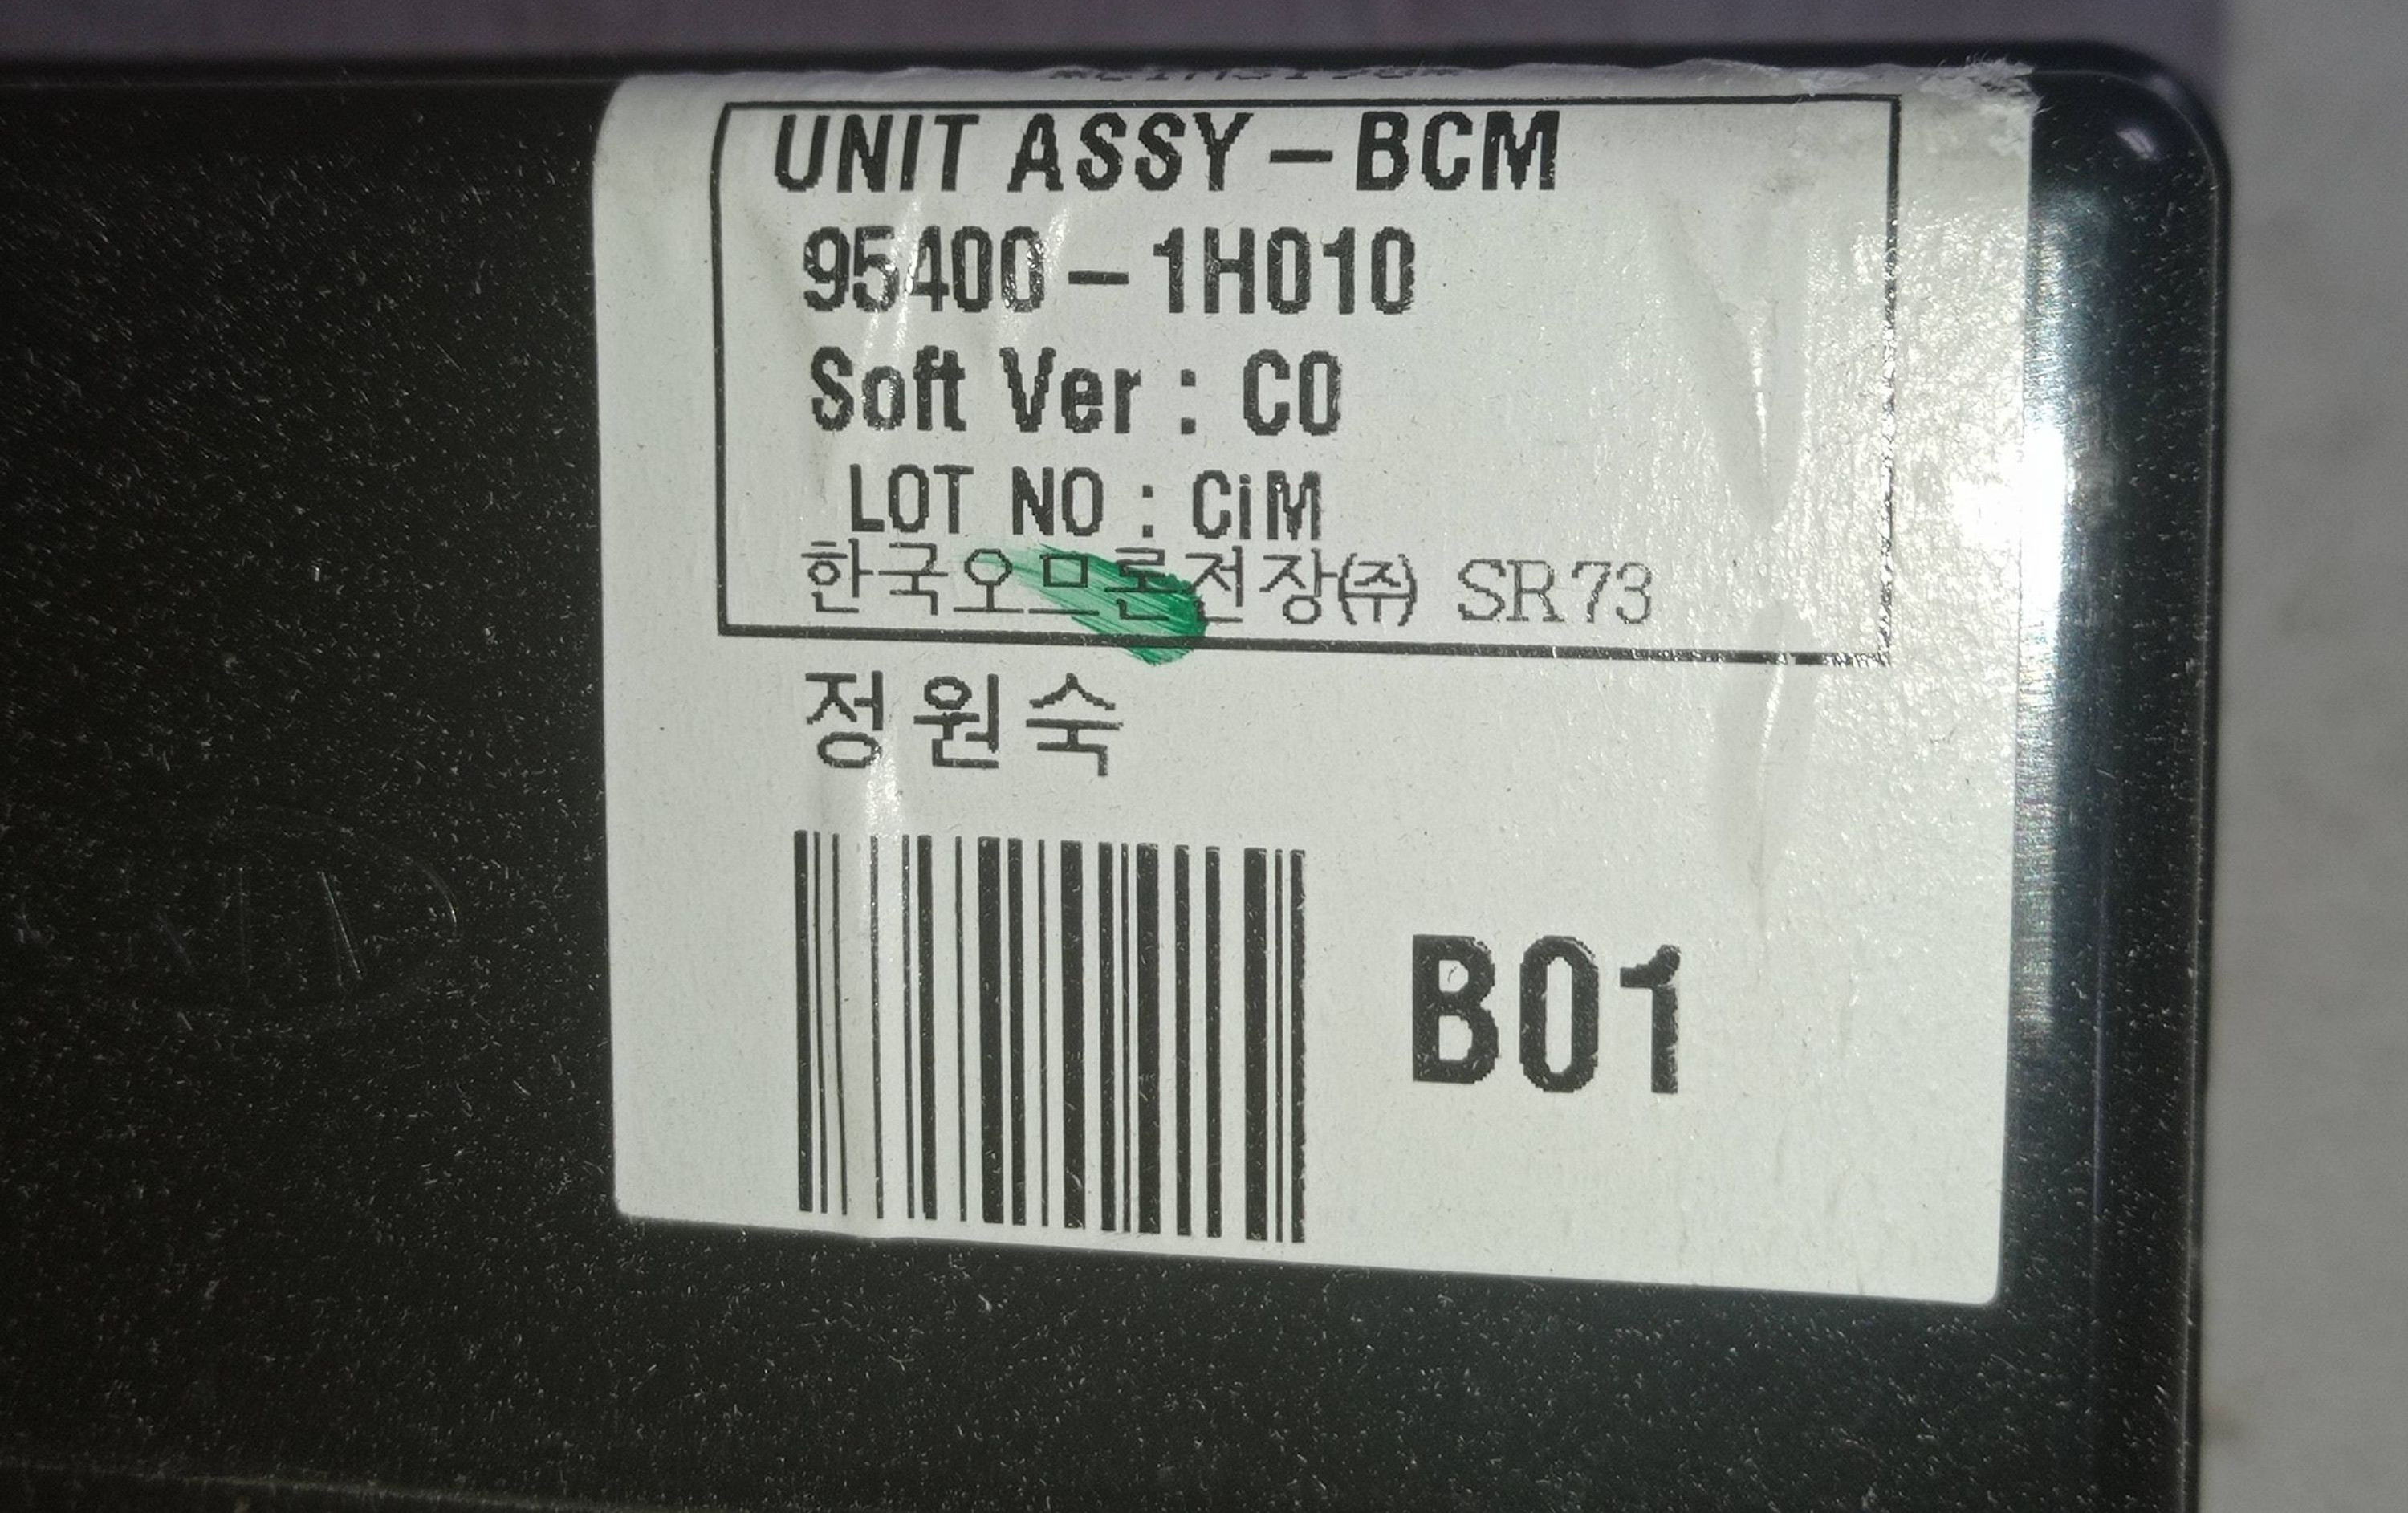 UNIT ASSY – BCM
95400 – 1H010
Soft Ver : C0
LOT NO : CiM
한국오므론전장㈜ SR73
정원숙
B01